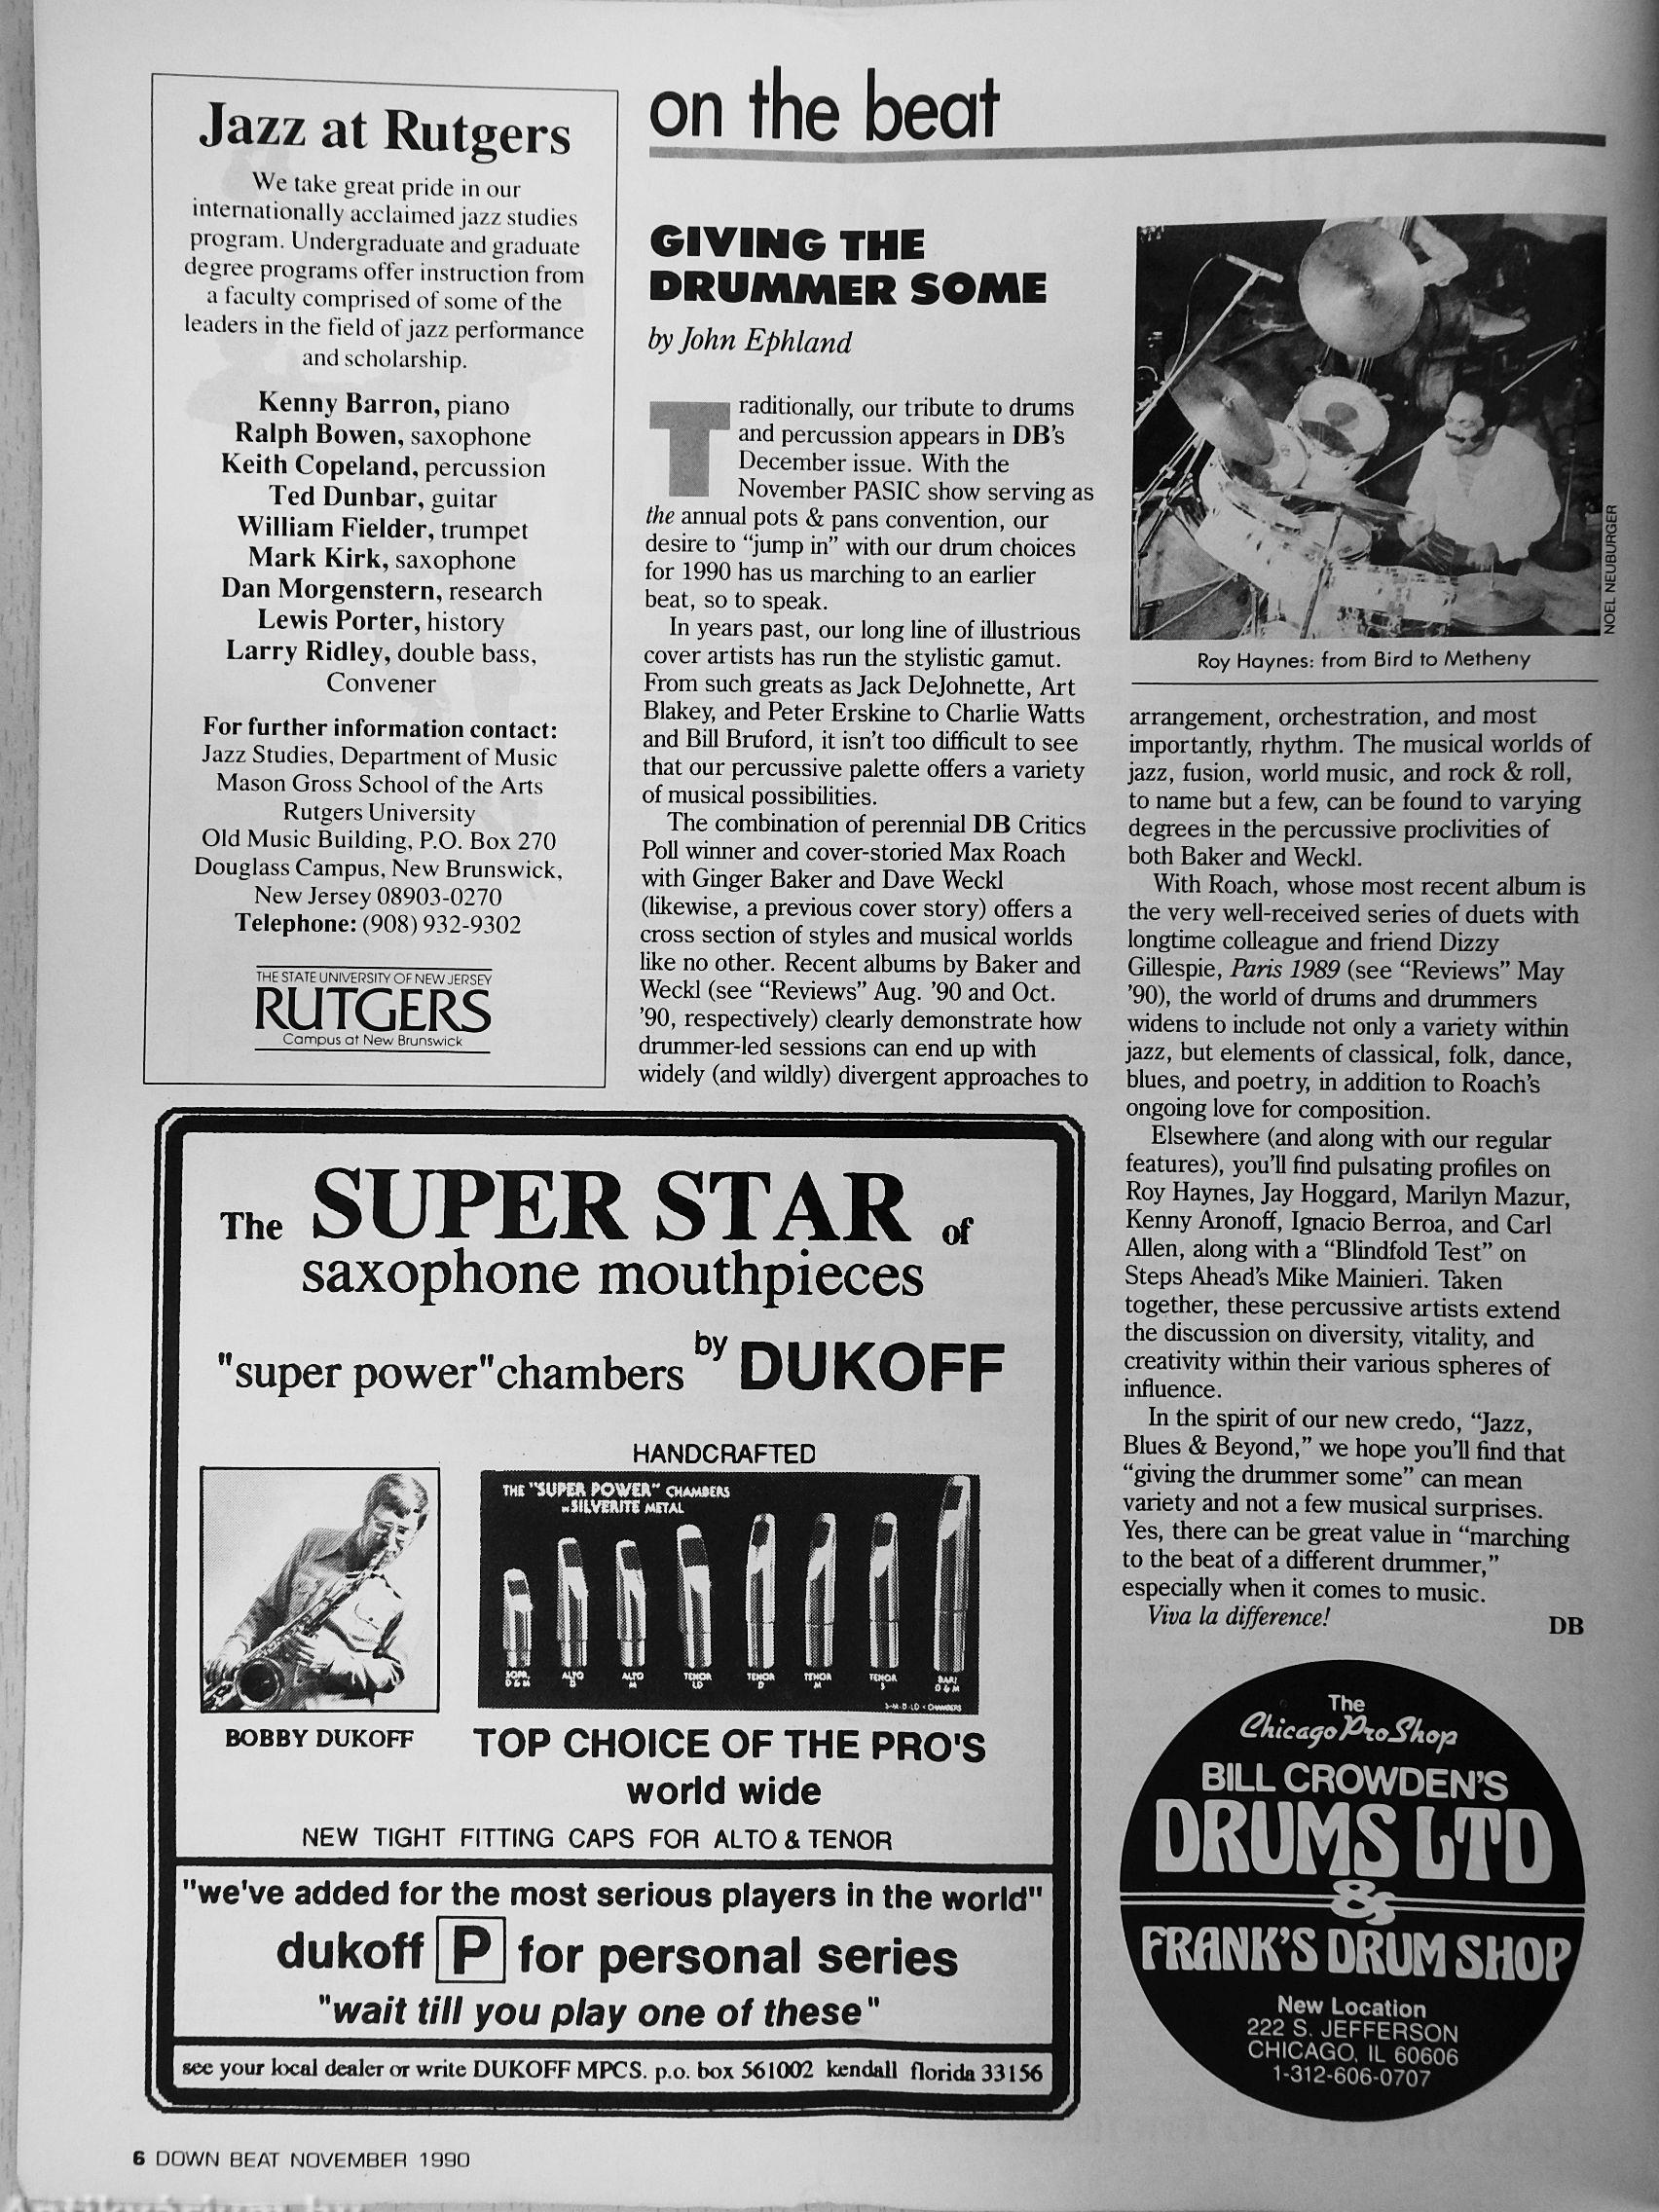 Jazz at Rutgers
We take great pride in our
internationally acclaimed jazz studies
program. Undergraduate and graduate
degree programs offer instruction from
a faculty comprised of some of the
leaders in the field of jazz performance
and scholarship.
Kenny Barron, piano
Ralph Bowen, saxophone
Keith Copeland, percussion
Ted Dunbar, guitar
William Fielder, trumpet
Mark Kirk, saxophone
Dan Morgenstern, research
Lewis Porter, history
Larry Ridley, double bass,
Convener
For further information contact:
Jazz Studies, Department of Music
Mason Gross School of the Arts
Rutgers University
Old Music Building, P.O. Box 270
Douglass Campus, New Brunswick,
New Jersey 08903-0270
Telephone: (908) 932-9302
THE STATE UNIVERSITY OF NEW JERSEY
RUTGERS
Campus at New Brunswick
on the beat
GIVING THE
DRUMMER SOME
by John Ephland
Traditionally, our tribute to drums
and percussion appears in DB's
December issue. With the
November PASIC show serving as
the annual pots & pans convention, our
desire to “jump in” with our drum choices
for 1990 has us marching to an earlier
beat, so to speak.
In years past, our long line of illustrious
cover artists has run the stylistic gamut.
From such greats as Jack DeJohnette, Art
Blakey, and Peter Erskine to Charlie Watts
and Bill Bruford, it isn't too difficult to see
that our percussive palette offers a variety
of musical possibilities.
The combination of perennial DB Critics
Poll winner and cover-storied Max Roach
with Ginger Baker and Dave Weckl
(likewise, a previous cover story) offers a
cross section of styles and musical worlds
like no other. Recent albums by Baker and
Weckl (see “Reviews” Aug. '90 and Oct.
'90, respectively) clearly demonstrate how
drummer-led sessions can end up with
widely (and wildly) divergent approaches to
NOEL NEUBURGER
Roy Haynes: from Bird to Metheny
arrangement, orchestration, and most
importantly, rhythm. The musical worlds of
jazz, fusion, world music, and rock & roll,
to name but a few, can be found to varying
degrees in the percussive proclivities of
both Baker and Weckl.
With Roach, whose most recent album is
the very well-received series of duets with
longtime colleague and friend Dizzy
Gillespie, Paris 1989 (see “Reviews” May
'90), the world of drums and drummers
widens to include not only a variety within
jazz, but elements of classical, folk, dance,
blues, and poetry, in addition to Roach's
ongoing love for composition.
Elsewhere (and along with our regular
features), you'll find pulsating profiles on
Roy Haynes, Jay Hoggard, Marilyn Mazur,
Kenny Aronoff, Ignacio Berroa, and Carl
Allen, along with a “Blindfold Test” on
Steps Ahead's Mike Mainieri. Taken
together, these percussive artists extend
the discussion on diversity, vitality, and
creativity within their various spheres of
influence.
In the spirit of our new credo, “Jazz,
Blues & Beyond,” we hope you'll find that
“giving the drummer some” can mean
variety and not a few musical surprises.
Yes, there can be great value in “marching
to the beat of a different drummer,”
especially when it comes to music.
Viva la difference! DB
The SUPER STAR of
saxophone mouthpieces
"super power" chambers by DUKOFF
HANDCRAFTED
THE "SUPER POWER" CHAMBERS
IN SILVERITE METAL
SOPR. ALTO ALTO TENOR TENOR TENOR TENOR BARI
D & M D M LD D M S D & M
S-M-D-LD = CHAMBERS
BOBBY DUKOFF
TOP CHOICE OF THE PRO'S
world wide
NEW TIGHT FITTING CAPS FOR ALTO & TENOR
"we've added for the most serious players in the world"
dukoff P for personal series
"wait till you play one of these"
see your local dealer or write DUKOFF MPCS. p.o. box 561002 kendall florida 33156
The
Chicago Pro Shop
BILL CROWDEN'S
DRUMS LTD
&
FRANK'S DRUM SHOP
New Location
222 S. JEFFERSON
CHICAGO, IL 60606
1-312-606-0707
6 DOWN BEAT NOVEMBER 1990